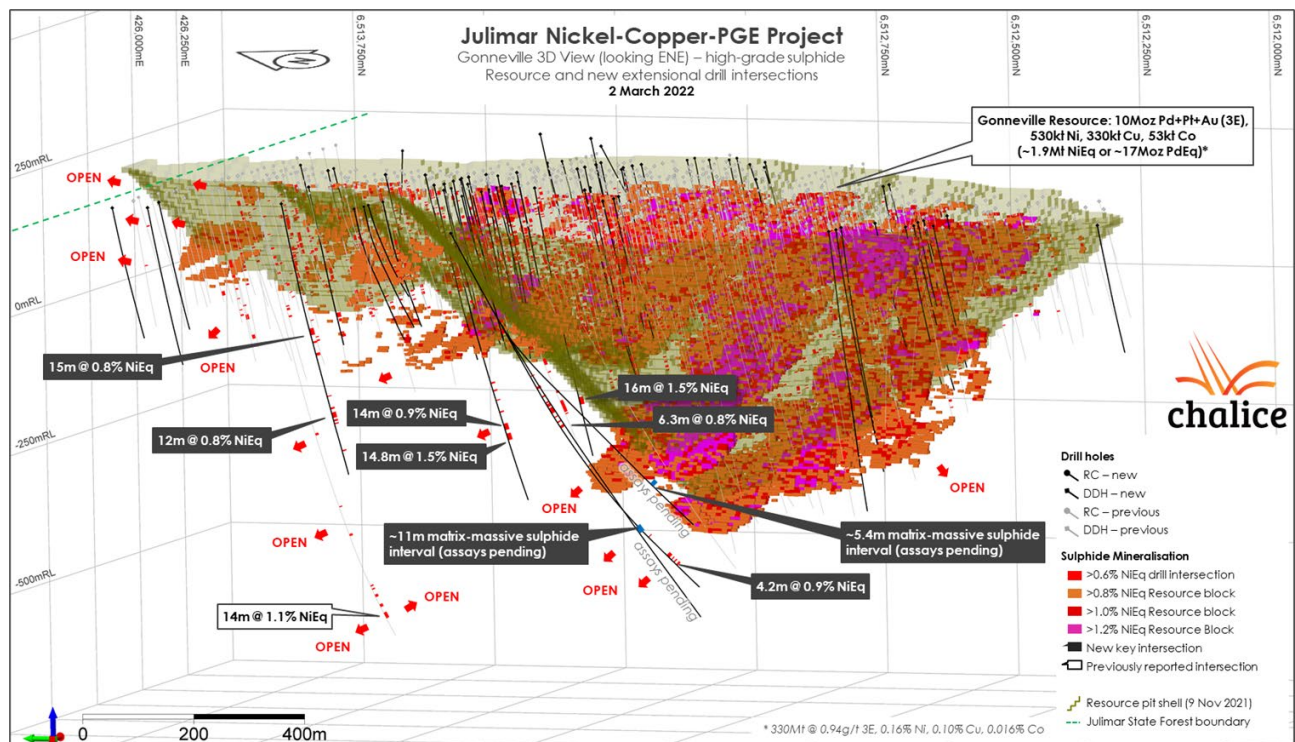 Julimar Nickel-Copper-PGE Project
Gonneville 3D View (looking ENE) – high-grade sulphide
Resource and new extensional drill intersections
2 March 2022
426,000mE
426,250mE
6,513,750mN
6,512,750mN
6,512,500mN
6,512,250mN
6,512,000mN
N
Gonneville Resource: 10Moz Pd+Pt+Au (3E),
530kt Ni, 330kt Cu, 53kt Co
(~1.9Mt NiEq or ~17Moz PdEq)*
250mRL
0mRL
-250mRL
-500mRL
OPEN
OPEN
OPEN
15m @ 0.8% NiEq
12m @ 0.8% NiEq
14m @ 0.9% NiEq
14.8m @ 1.5% NiEq
16m @ 1.5% NiEq
6.3m @ 0.8% NiEq
OPEN
OPEN
OPEN
assays pending
~11m matrix-massive sulphide
interval (assays pending)
~5.4m matrix-massive sulphide
interval (assays pending)
assays pending
4.2m @ 0.9% NiEq
OPEN
OPEN
14m @ 1.1% NiEq
OPEN
chalice
Drill holes
RC – new
DDH – new
RC – previous
DDH – previous
Sulphide Mineralisation
>0.6% NiEq drill intersection
>0.8% NiEq Resource block
>1.0% NiEq Resource block
>1.2% NiEq Resource Block
New key intersection
Previously reported intersection
Resource pit shell (9 Nov 2021)
Julimar State Forest boundary
0 200 400m
* 330Mt @ 0.94g/t 3E, 0.16% Ni, 0.10% Cu, 0.016% Co